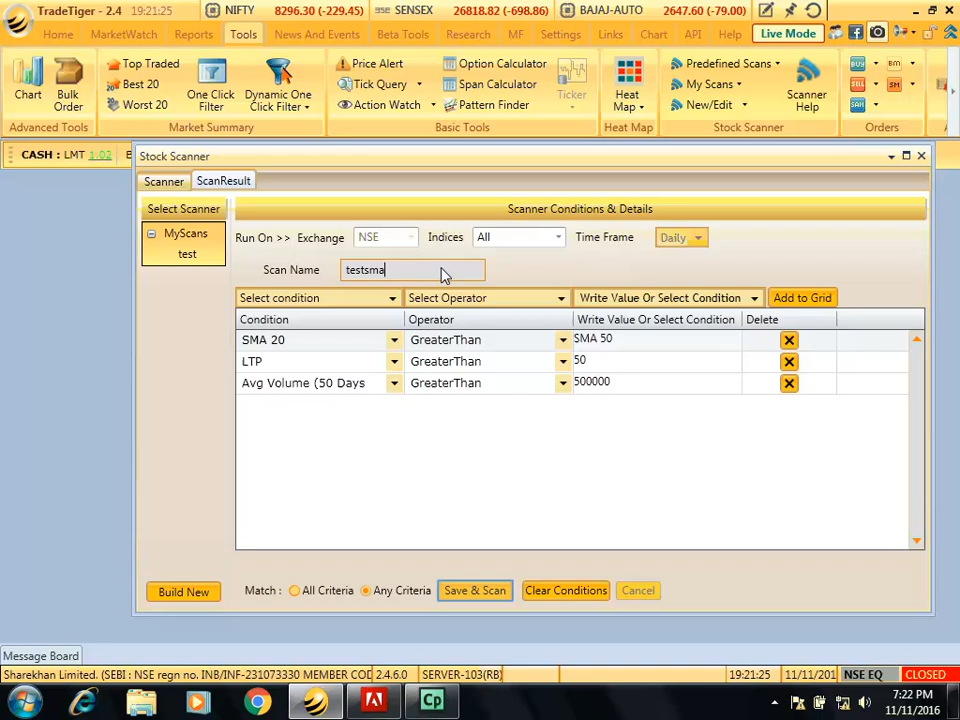 TradeTiger - 2.4 19:21:25 NIFTY 8296.30 (-229.45) SENSEX 26818.82 (-698.86) BAJAJ-AUTO 2647.60 (-79.00)
Home MarketWatch Reports Tools News And Events Beta Tools Research MF Settings Links Chart API Help Live Mode
Top Traded Price Alert Option Calculator Predefined Scans BUY
Best 20 Tick Query Span Calculator My Scans SELL
Chart Bulk Order Worst 20 One Click Filter Dynamic One Click Filter Action Watch Pattern Finder Ticker Heat Map New/Edit Scanner Help
Advanced Tools Market Summary Basic Tools Heat Map Stock Scanner Orders
CASH : LMT 1.02
Stock Scanner
Scanner ScanResult
Select Scanner Scanner Conditions & Details
MyScans Run On >> Exchange NSE Indices All Time Frame Daily
test
Scan Name testsma
Select condition Select Operator Write Value Or Select Condition Add to Grid
Condition Operator Write Value Or Select Condition Delete
SMA 20 GreaterThan SMA 50
LTP GreaterThan 50
Avg Volume (50 Days GreaterThan 500000
Build New Match : All Criteria Any Criteria Save & Scan Clear Conditions Cancel
Message Board
Sharekhan Limited. (SEBI : NSE regn no. INB/INF-231073330 MEMBER COD 2.4.6.0 SERVER-103(RB) 19:21:25 11/11/201 NSE EQ CLOSED
Cp 7:22 PM
11/11/2016